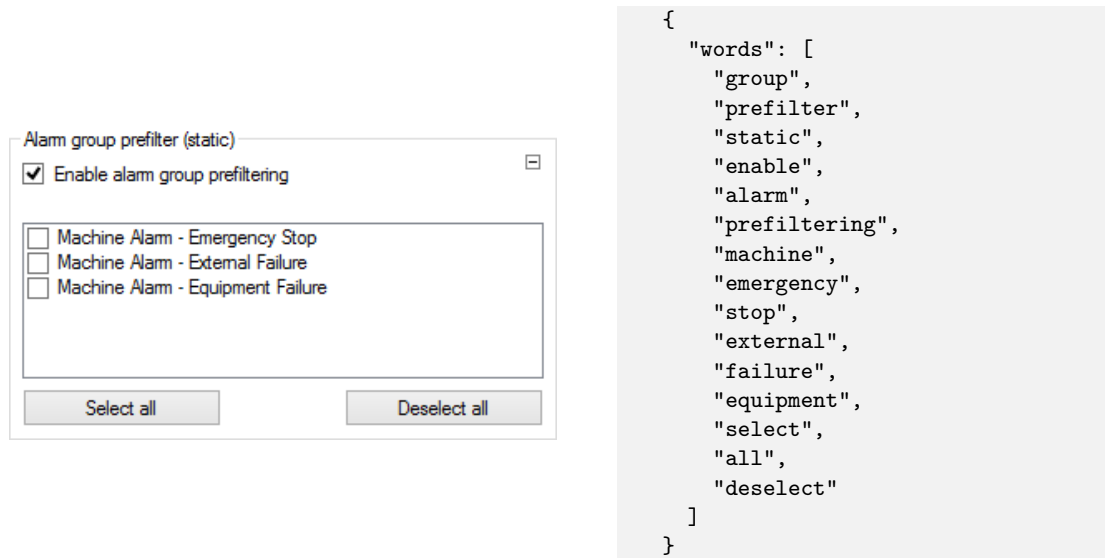 Alarm group prefilter (static)
Enable alarm group prefiltering
Machine Alarm - Emergency Stop
Machine Alarm - External Failure
Machine Alarm - Equipment Failure
Select all
Deselect all
{
"words": [
"group",
"prefilter",
"static",
"enable",
"alarm",
"prefiltering",
"machine",
"emergency",
"stop",
"external",
"failure",
"equipment",
"select",
"all",
"deselect"
]
}